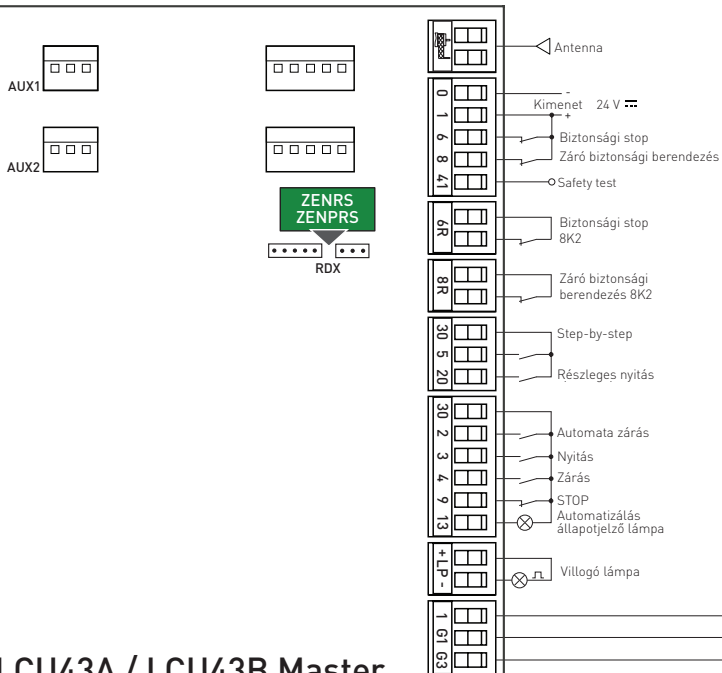 AUX1
AUX2
ZENRS
ZENPRS
RDX
Antenna
0
-
Kimenet 24 V
1
+
6
Biztonsági stop
8
Záró biztonsági berendezés
41
Safety test
6R
Biztonsági stop
8K2
8R
Záró biztonsági
berendezés 8K2
30
Step-by-step
5
20
Részleges nyitás
30
2
Automata zárás
3
Nyitás
4
Zárás
9
STOP
13
Automatizálás
állapotjelző lámpa
+ LP -
Villogó lámpa
1
G1
G3
LCU43A / LCU43B Master